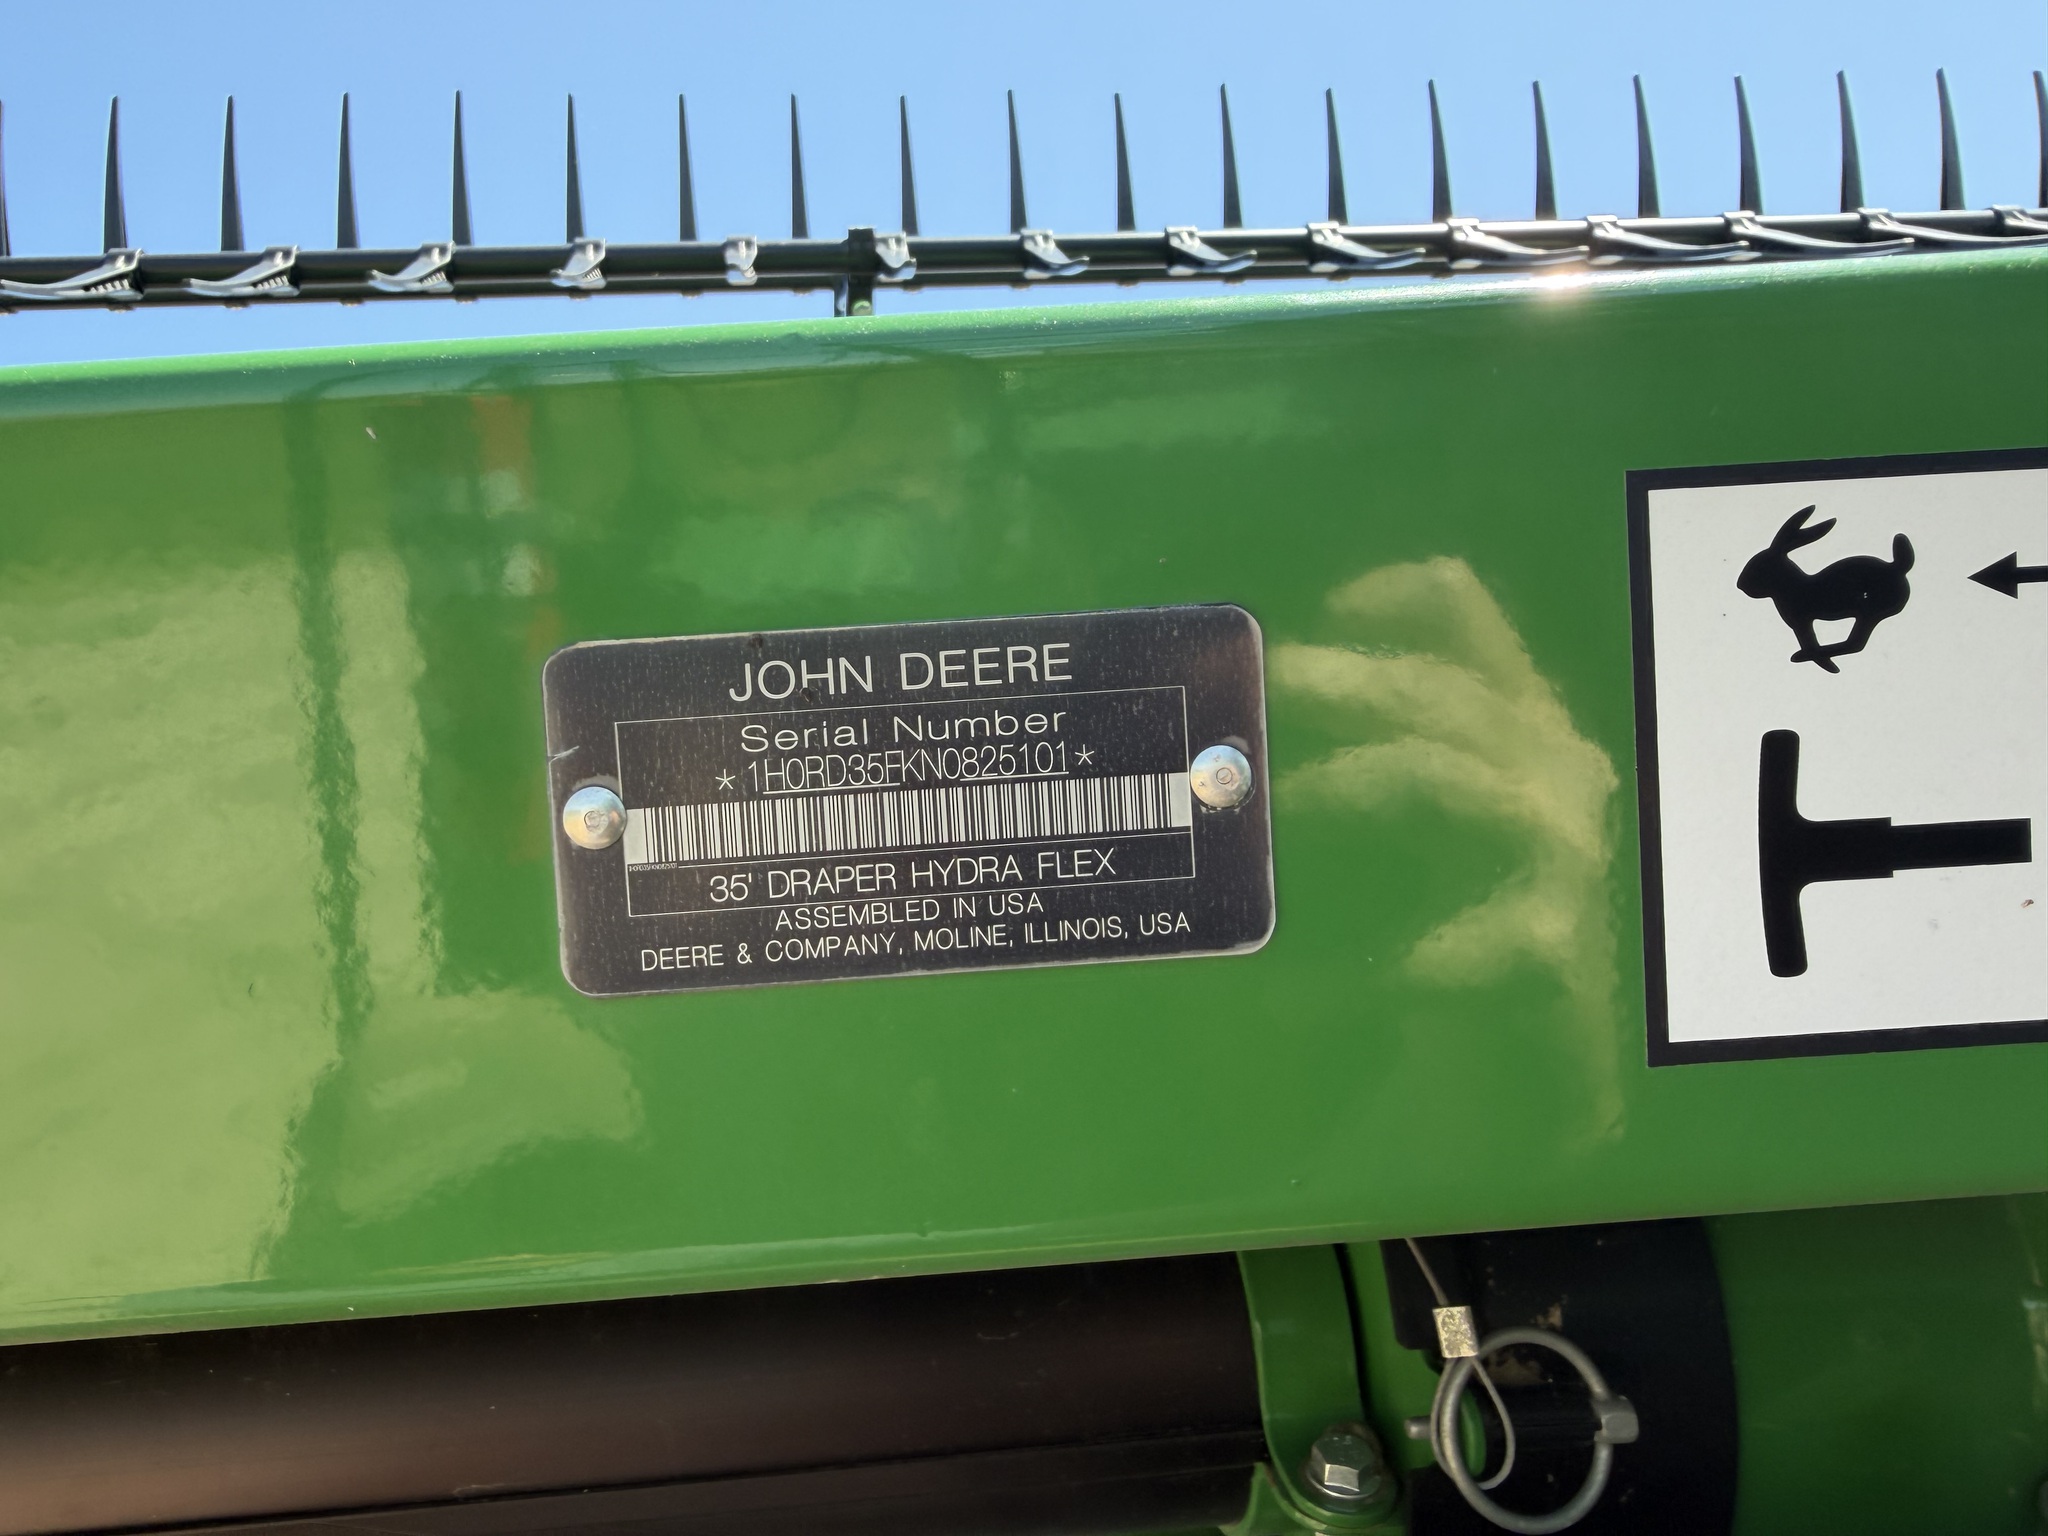 JOHN DEERE
Serial Number
*1H0RD35FKN0825101*
35' DRAPER HYDRA FLEX
ASSEMBLED IN USA
DEERE & COMPANY, MOLINE, ILLINOIS, USA